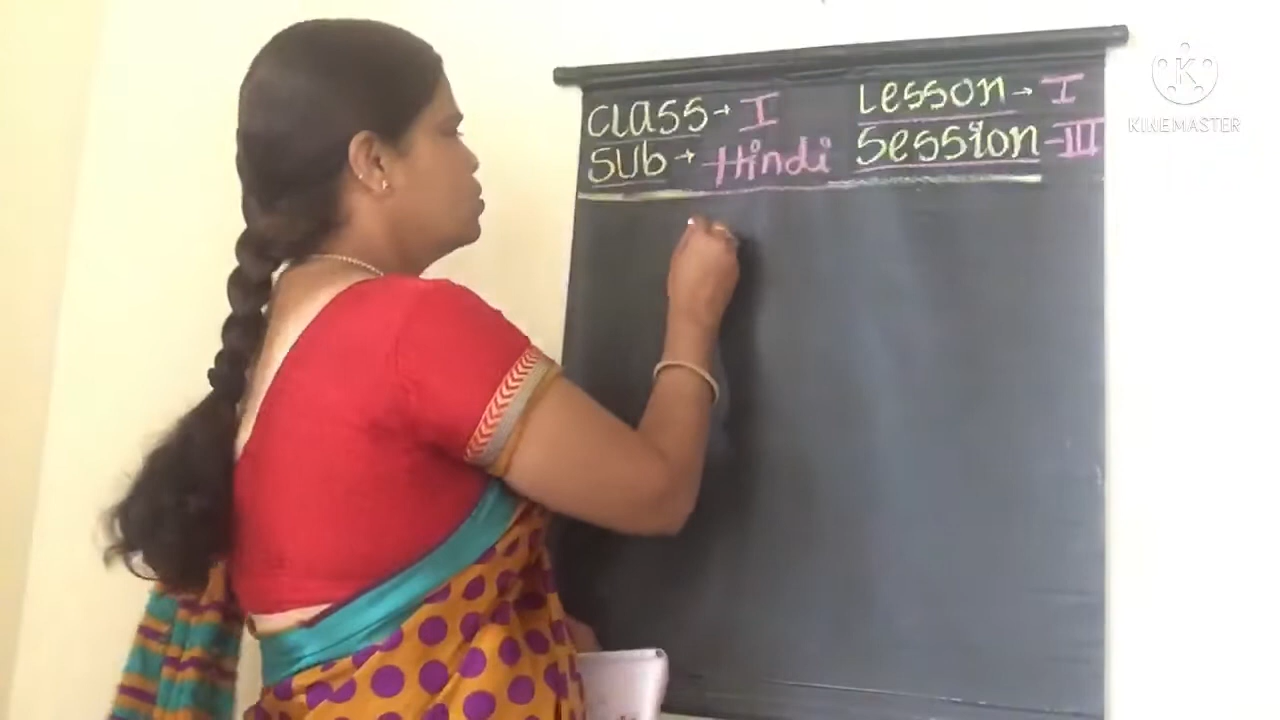 Class → I Lesson → I
Sub → Hindi Session - III
KINEMASTER